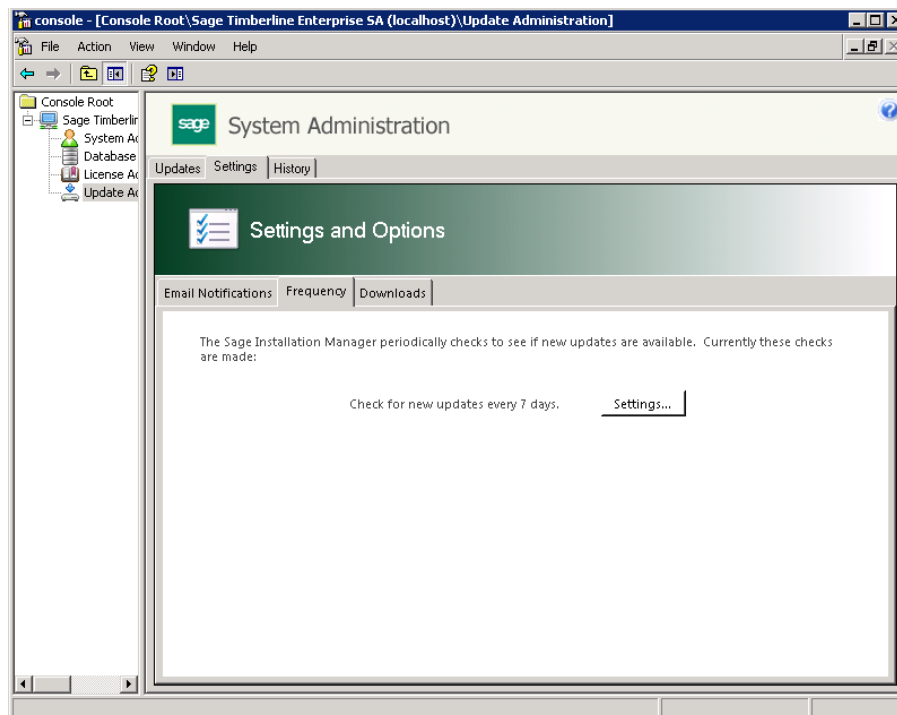 console - [Console Root\Sage Timberline Enterprise SA (localhost)\Update Administration]
File Action View Window Help
Console Root
Sage Timberlin
System Ad
Database
License Ad
Update Ad
sage System Administration
Updates Settings History
Settings and Options
Email Notifications Frequency Downloads
The Sage Installation Manager periodically checks to see if new updates are available. Currently these checks
are made:
Check for new updates every 7 days. Settings...